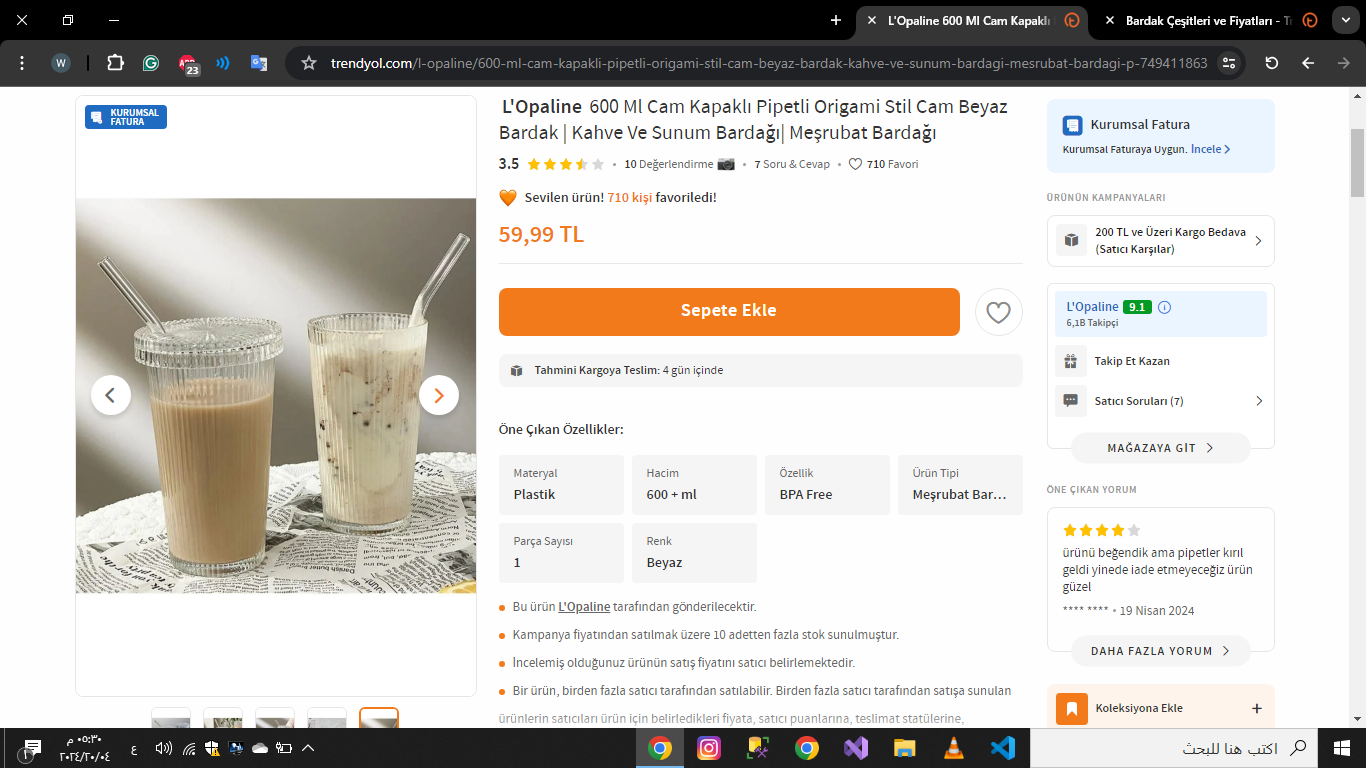 L'Opaline 600 Ml Cam Kapaklı
Bardak Çeşitleri ve Fiyatları - Tr
W
23
trendyol.com/l-opaline/600-ml-cam-kapakli-pipetli-origami-stil-cam-beyaz-bardak-kahve-ve-sunum-bardagi-mesrubat-bardagi-p-749411863
KURUMSAL
FATURA
L'Opaline 600 Ml Cam Kapaklı Pipetli Origami Stil Cam Beyaz
Bardak | Kahve Ve Sunum Bardağı| Meşrubat Bardağı
3.5 • 10 Değerlendirme • 7 Soru & Cevap • 710 Favori
Sevilen ürün! 710 kişi favoriledi!
59,99 TL
Sepete Ekle
Tahmini Kargoya Teslim: 4 gün içinde
Öne Çıkan Özellikler:
Materyal
Plastik
Hacim
600 + ml
Özellik
BPA Free
Ürün Tipi
Meşrubat Bar...
Parça Sayısı
1
Renk
Beyaz
Bu ürün L'Opaline tarafından gönderilecektir.
Kampanya fiyatından satılmak üzere 10 adetten fazla stok sunulmuştur.
İncelemiş olduğunuz ürünün satış fiyatını satıcı belirlemektedir.
Bir ürün, birden fazla satıcı tarafından satılabilir. Birden fazla satıcı tarafından satışa sunulan
ürünlerin satıcıları ürün için belirledikleri fiyata, satıcı puanlarına, teslimat statülerine,
Kurumsal Fatura
Kurumsal Faturaya Uygun. İncele
ÜRÜNÜN KAMPANYALARI
200 TL ve Üzeri Kargo Bedava
(Satıcı Karşılar)
L'Opaline 9.1
6,1B Takipçi
Takip Et Kazan
Satıcı Soruları (7)
MAĞAZAYA GİT
ÖNE ÇIKAN YORUM
ürünü beğendik ama pipetler kırıl
geldi yinede iade etmeyeceğiz ürün
güzel
**** **** • 19 Nisan 2024
DAHA FAZLA YORUM
Koleksiyona Ekle
١
٠٥:٣٠ م
٢٠٢٤/٢٠/٠٤
ع
اكتب هنا للبحث